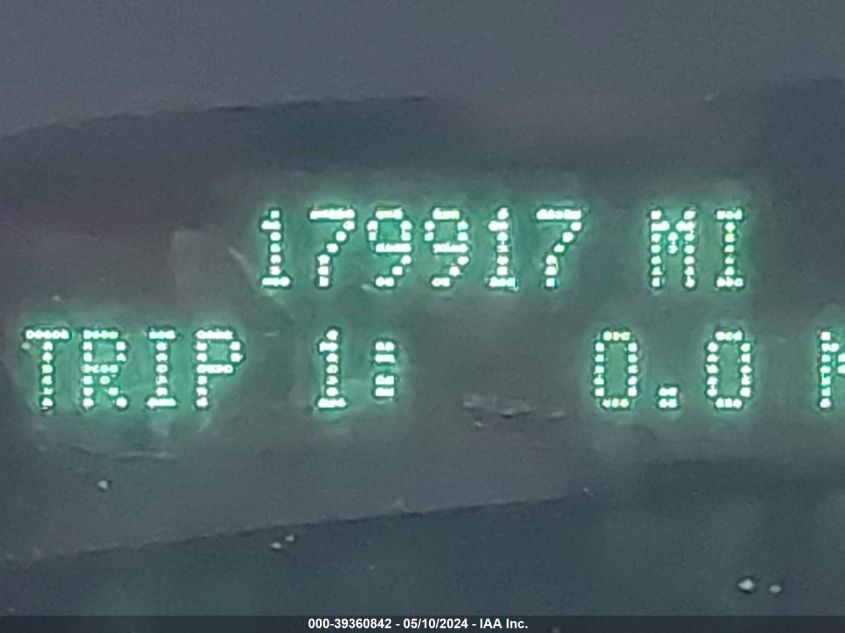 179917 MI
TRIP 1: 0.0 M
000-39360842 - 05/10/2024 - IAA Inc.